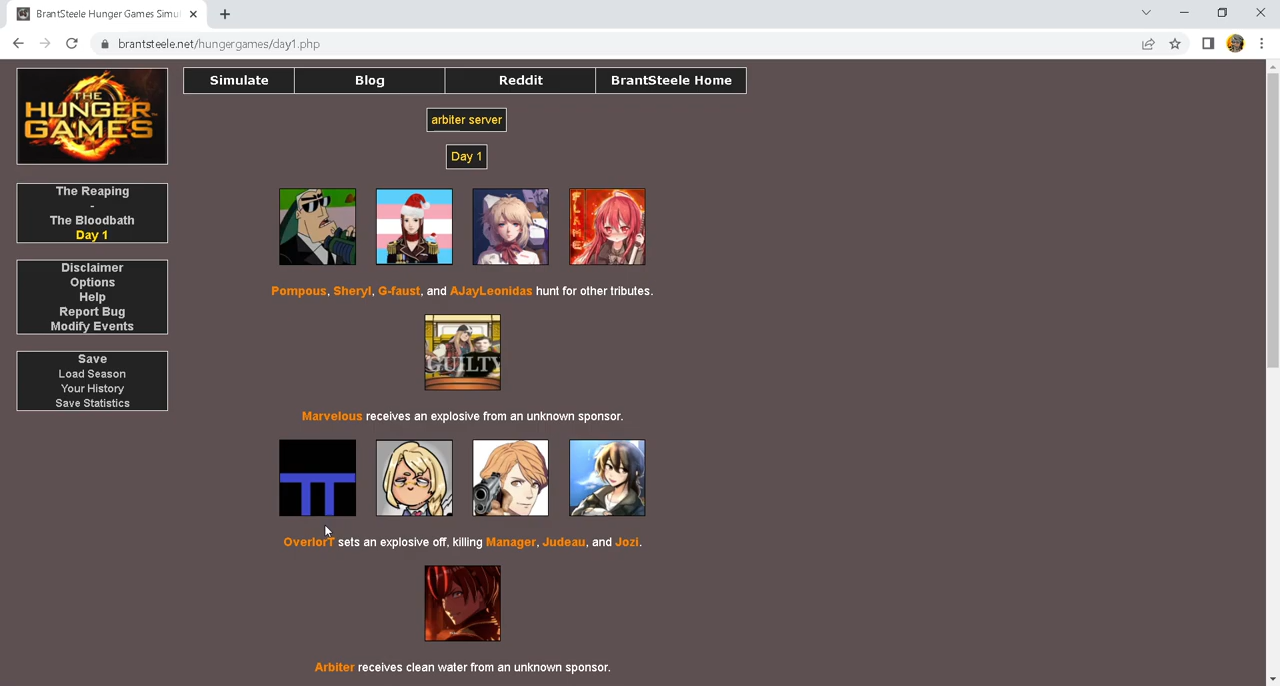 BrantSteele Hunger Games Simu
brantsteele.net/hungergames/day1.php
THE
HUNGER
GAMES
Simulate
Blog
Reddit
BrantSteele Home
arbiter server
Day 1
The Reaping
-
The Bloodbath
Day 1
Disclaimer
Options
Help
Report Bug
Modify Events
Save
Load Season
Your History
Save Statistics
FLAME
Pompous, Sheryl, G-faust, and AJayLeonidas hunt for other tributes.
GUILTY
Marvelous receives an explosive from an unknown sponsor.
OverlorT sets an explosive off, killing Manager, Judeau, and Jozi.
Arbiter receives clean water from an unknown sponsor.